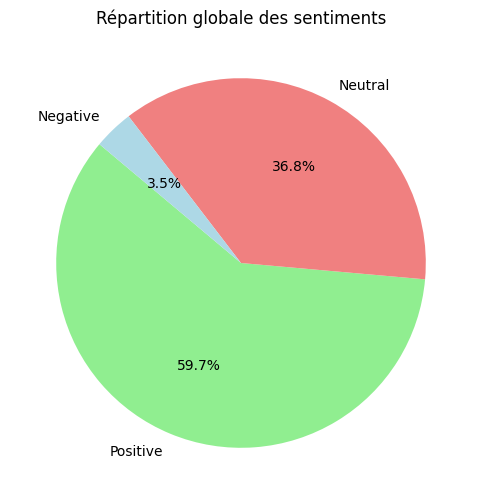 Répartition globale des sentiments
Neutral
Negative
36.8%
3.5%
59.7%
Positive